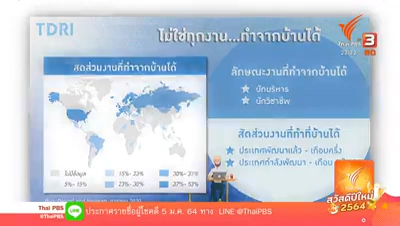 TDRI
ไม่ใช่ทุกงาน...ทำจากบ้านได้
Thai PBS
3
สัดส่วนงานที่ทำจากบ้านได้
ลักษณะงานที่ทำจากบ้านได้
★ นักบริหาร
★ นักวิชาชีพ
สัดส่วนงานที่ทำที่บ้านได้
★ ประเทศพัฒนาแล้ว - เกือบครึ่ง
★ ประเทศกำลังพัฒนา - เกือบ
ไม่มีข้อมูล
5%- 15%
15%- 23%
23%- 30%
30%- 37%
37%- 53%
สวัสดีปีใหม่
2564
Thai PBS
@ThaiPBS
LINE
ประกาศรายชื่อผู้โชคดี 5 ม.ค. 64 ทาง LINE @ThaiPBS